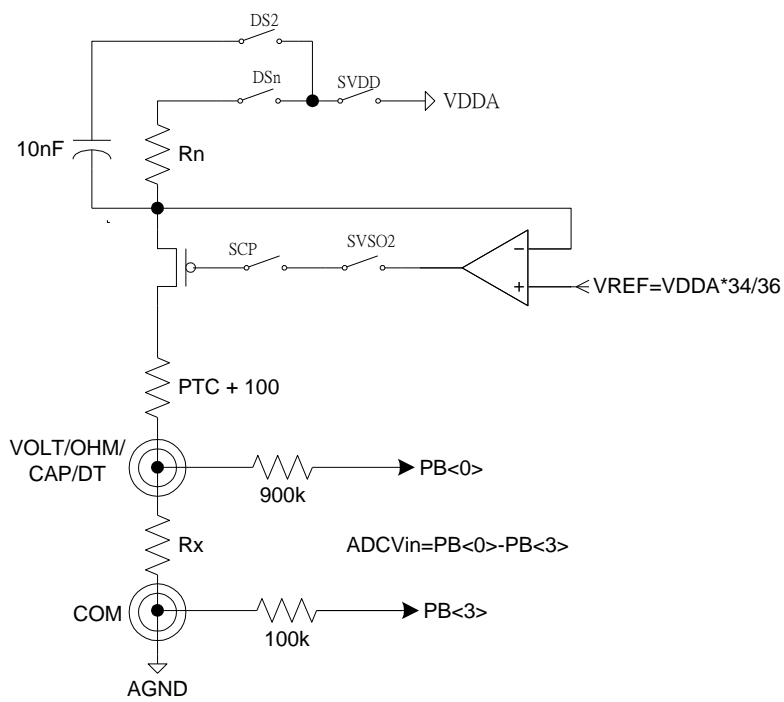 DS2
DSn
SVDD
VDDA
10nF
Rn
SCP
SVSO2
−
+
VREF=VDDA*34/36
PTC + 100
VOLT/OHM/
CAP/DT
900k
PB<0>
Rx
ADCVin=PB<0>-PB<3>
COM
100k
PB<3>
AGND